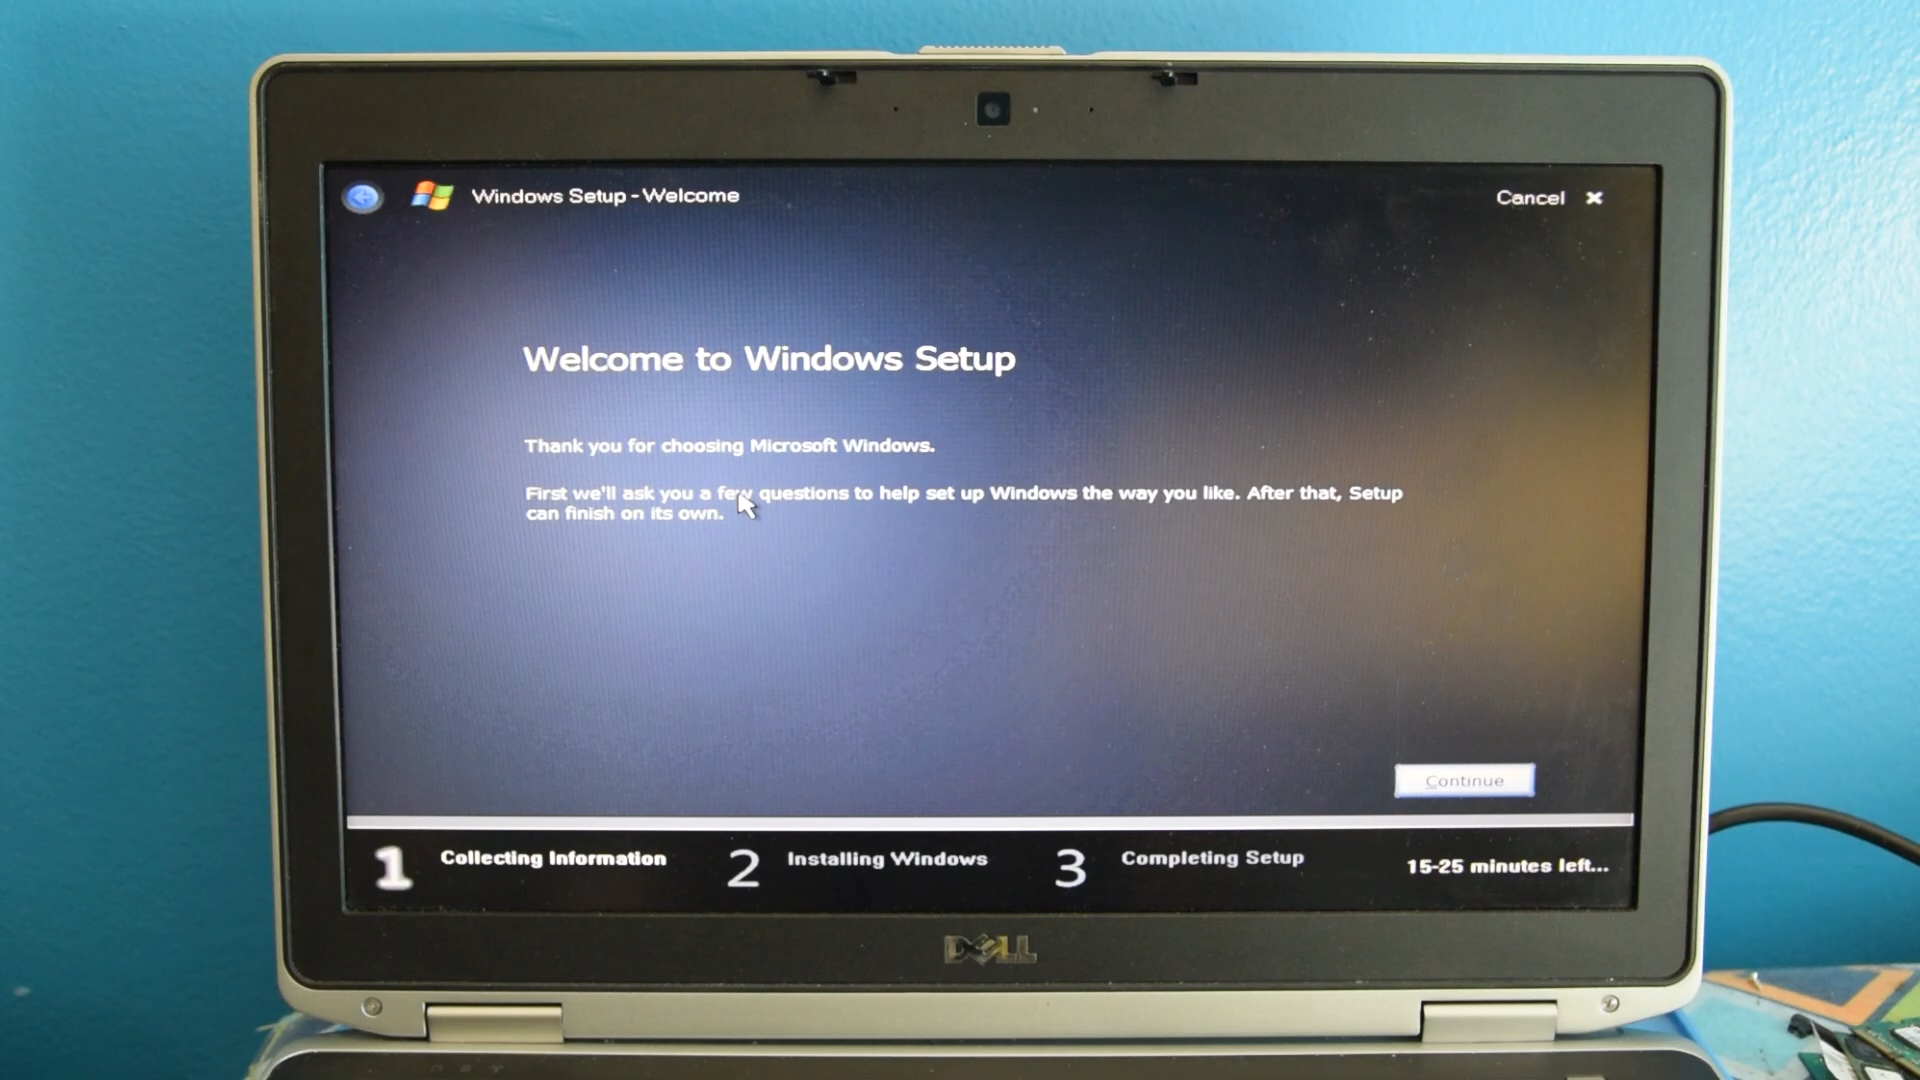 Windows Setup - Welcome
Cancel
Welcome to Windows Setup
Thank you for choosing Microsoft Windows.
First we'll ask you a few questions to help set up Windows the way you like. After that, Setup
can finish on its own.
Continue
1 Collecting Information 2 Installing Windows 3 Completing Setup 15-25 minutes left...
DELL